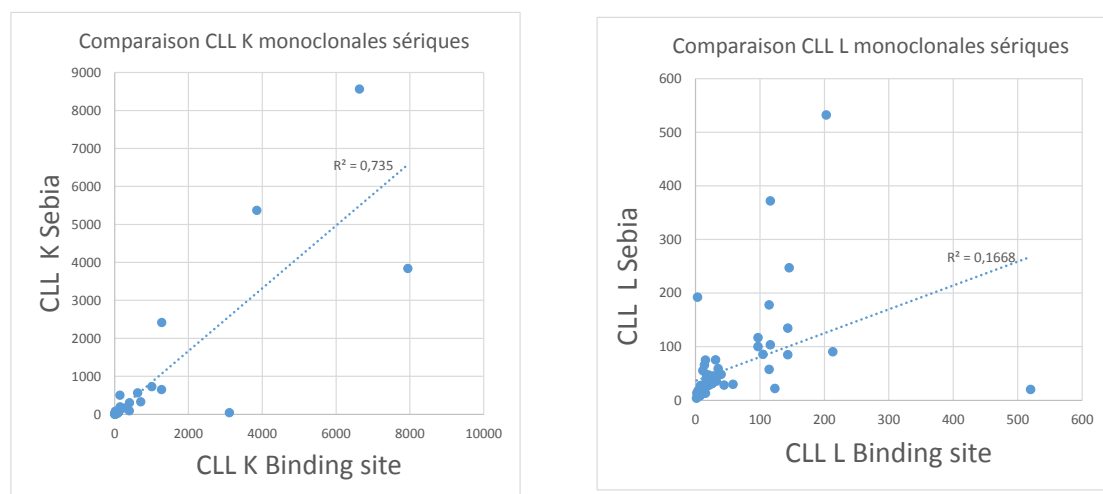 Comparaison CLL K monoclonales sériques
9000
8000
7000
6000
5000
4000
3000
2000
1000
0
0 2000 4000 6000 8000 10000
R² = 0,735
CLL K Sebia
CLL K Binding site
Comparaison CLL L monoclonales sériques
600
500
400
300
200
100
0
0 100 200 300 400 500 600
R² = 0,1668
CLL L Sebia
CLL L Binding site